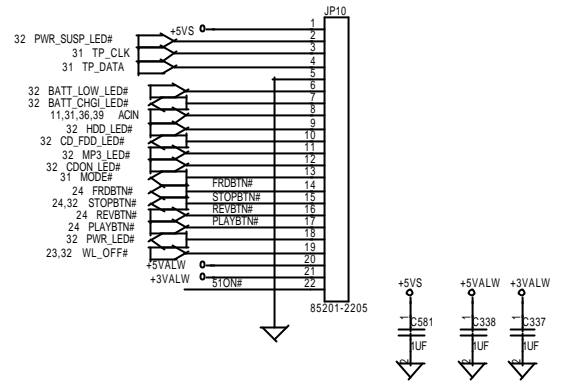 JP10
+5VS 1
32 PWR_SUSP_LED# 2
31 TP_CLK 3
31 TP_DATA 4
5
32 BATT_LOW_LED# 6
32 BATT_CHGI_LED# 7
11,31,36,39 ACIN 8
32 HDD_LED# 9
32 CD_FDD_LED# 10
32 MP3_LED# 11
32 CDON_LED# 12
31 MODE# 13
24 FRDBTN# FRDBTN# 14
24,32 STOPBTN# STOPBTN# 15
24 REVBTN# REVBTN# 16
24 PLAYBTN# PLAYBTN# 17
32 PWR_LED# 18
23,32 WL_OFF# 19
+5VALW 20
+3VALW 21
51ON# 22
85201-2205
+5VS +5VALW +3VALW
1 1 1
C581 C338 C337
1UF 1UF 1UF
2 2 2